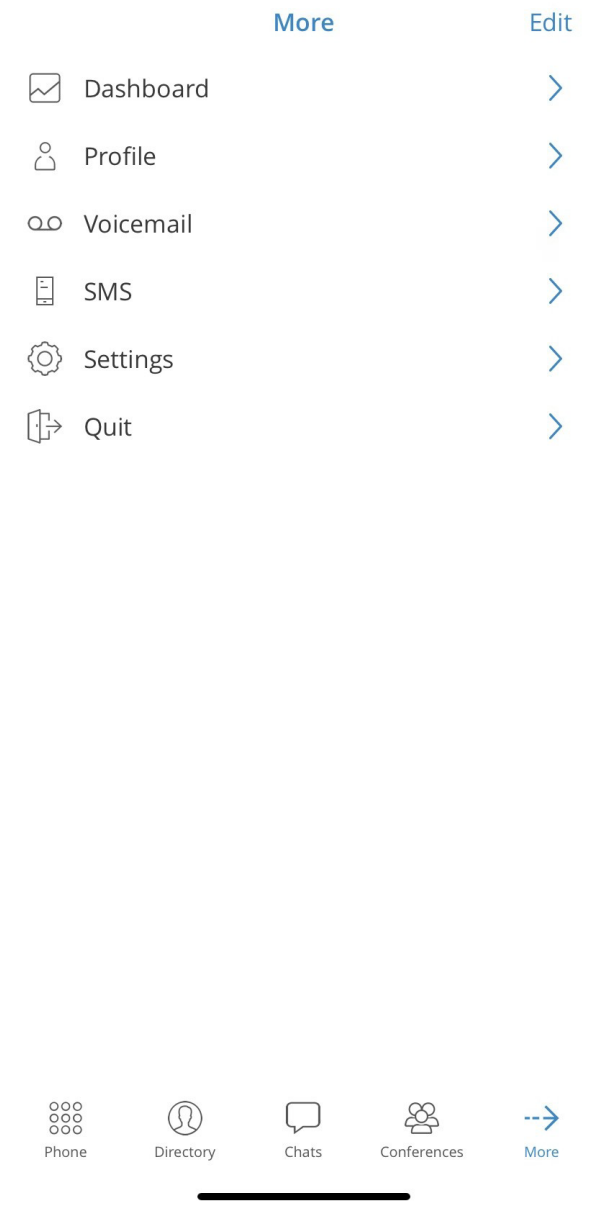 More
Edit
Dashboard
Profile
Voicemail
SMS
Settings
Quit
Phone
Directory
Chats
Conferences
More